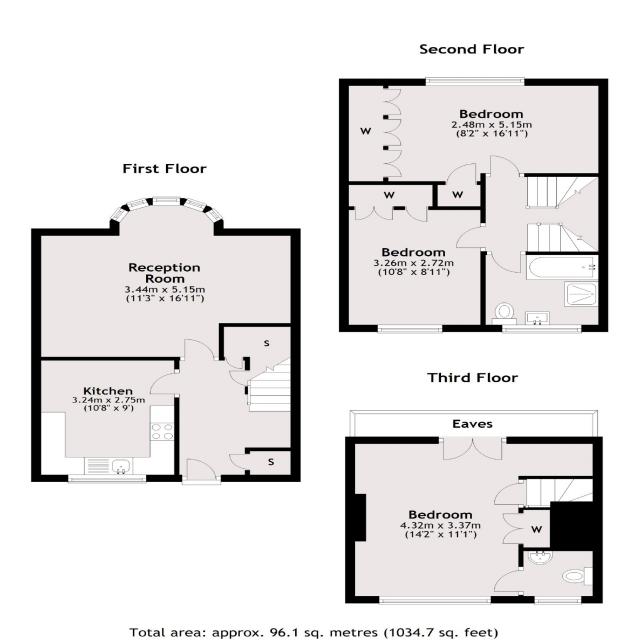 Second Floor
Bedroom
2.48m x 5.15m
(8'2" x 16'11")
W
W
W
Bedroom
3.26m x 2.72m
(10'8" x 8'11")
First Floor
Reception
Room
3.44m x 5.15m
(11'3" x 16'11")
S
Kitchen
3.24m x 2.75m
(10'8" x 9')
S
Third Floor
Eaves
Bedroom
4.32m x 3.37m
(14'2" x 11'1")
W
Total area: approx. 96.1 sq. metres (1034.7 sq. feet)